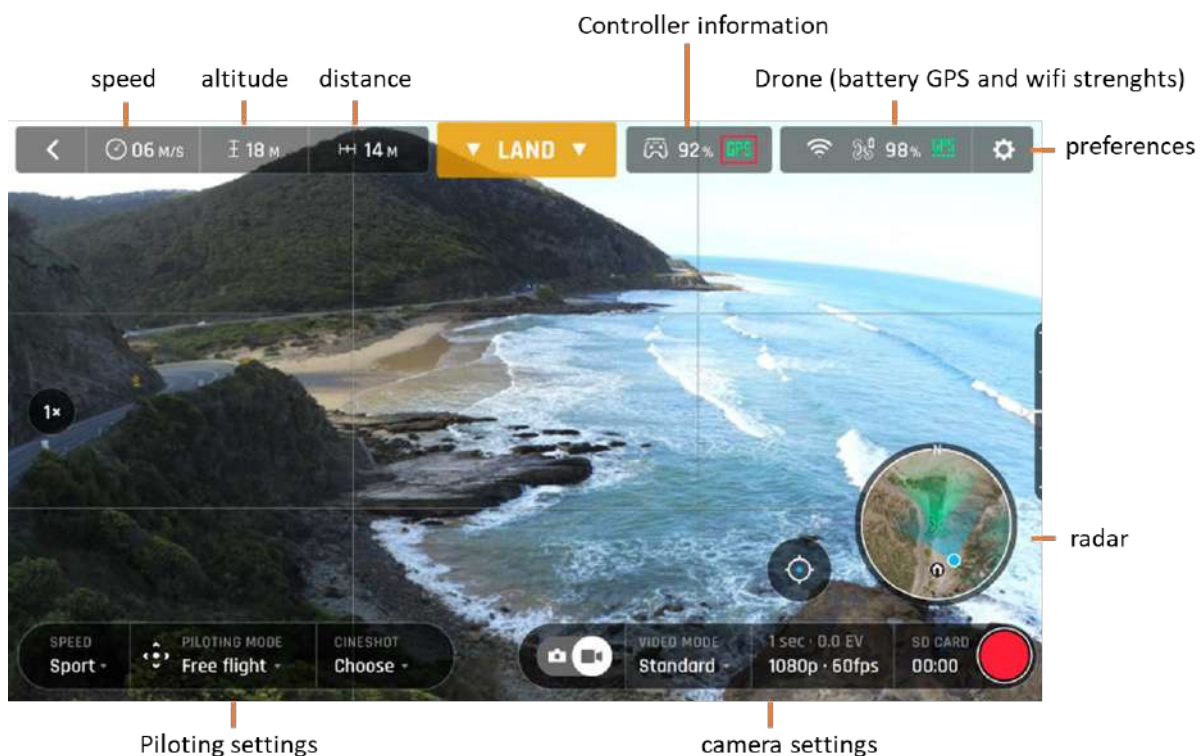 Controller information
speed altitude distance Drone (battery GPS and wifi strenghts)
06 M/S 18 M 14 M LAND 92% GPS 98% GPS preferences
1×
N
radar
SPEED PILOTING MODE CINESHOT VIDEO MODE 1 sec · 0.0 EV SD CARD
Sport Free flight Choose Standard 1080p · 60fps 00:00
Piloting settings camera settings